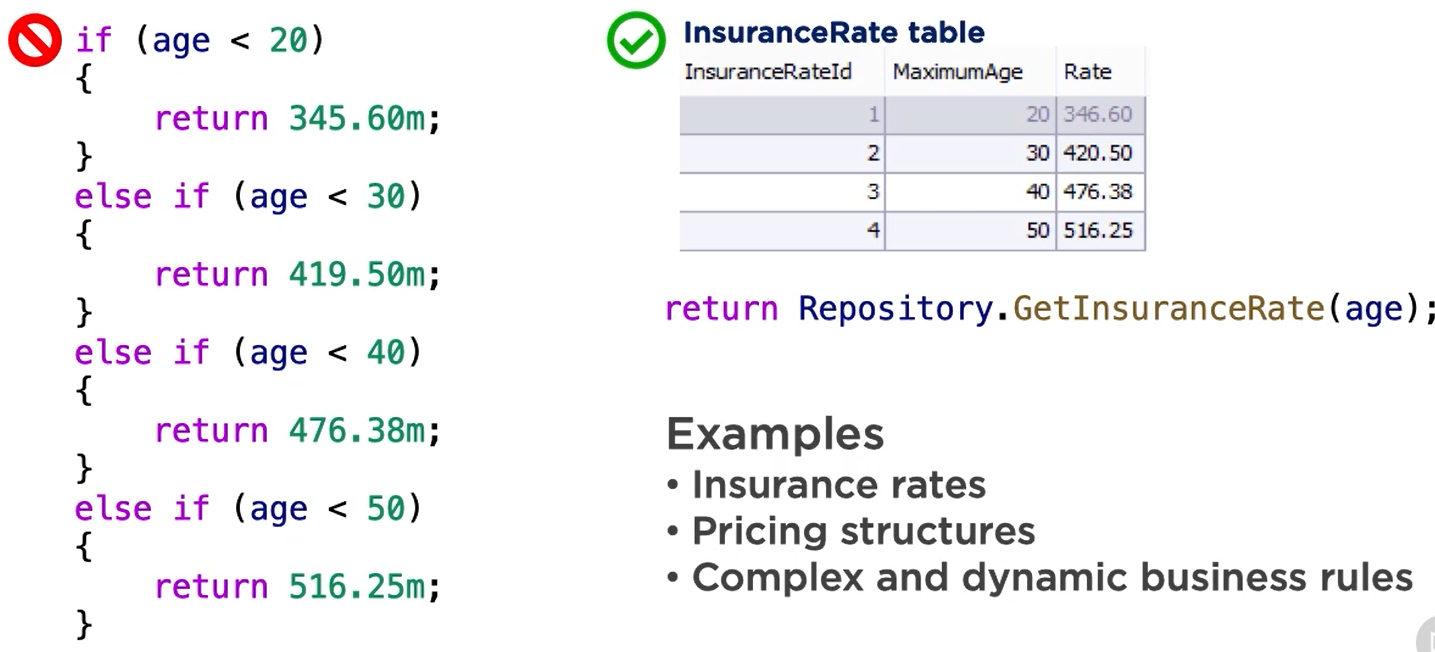 if (age < 20)
{
return 345.60m;
}
else if (age < 30)
{
return 419.50m;
}
else if (age < 40)
{
return 476.38m;
}
else if (age < 50)
{
return 516.25m;
}
InsuranceRate table
InsuranceRateId MaximumAge Rate
1 20 346.60
2 30 420.50
3 40 476.38
4 50 516.25
return Repository.GetInsuranceRate(age);
Examples
• Insurance rates
• Pricing structures
• Complex and dynamic business rules